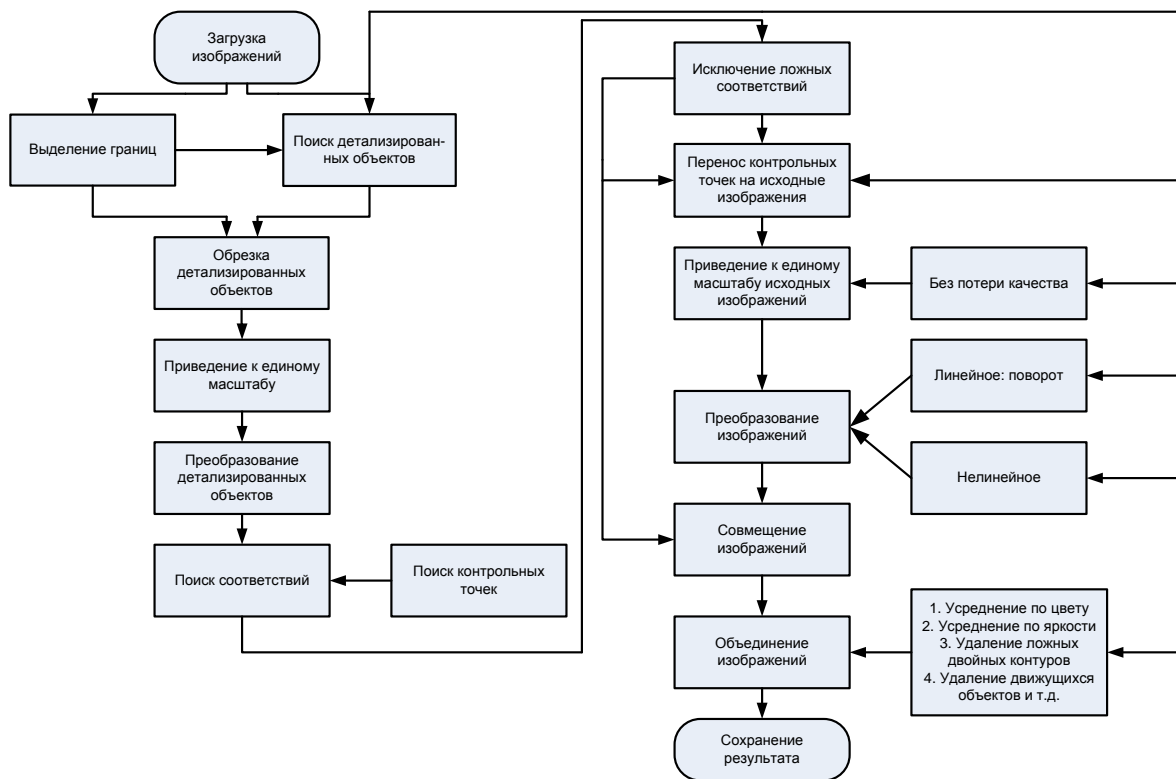 Загрузка
изображений
Выделение границ
Поиск детализирован-
ных объектов
Обрезка
детализированных
объектов
Приведение к единому
масштабу
Преобразование
детализированных
объектов
Поиск соответствий
Поиск контрольных
точек
Исключение ложных
соответствий
Перенос контрольных
точек на исходные
изображения
Приведение к единому
масштабу исходных
изображений
Без потери качества
Линейное: поворот
Преобразование
изображений
Нелинейное
Совмещение
изображений
Объединение
изображений
1. Усреднение по цвету
2. Усреднение по яркости
3. Удаление ложных
двойных контуров
4. Удаление движущихся
объектов и т.д.
Сохранение
результата